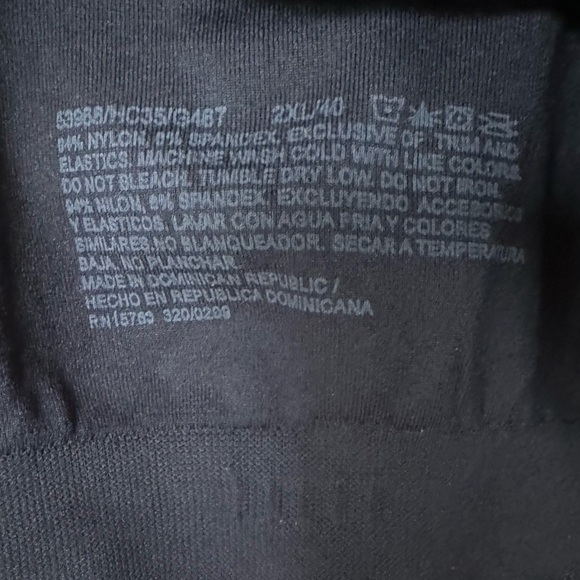 63968/HC35/G467 2XL/40
94% NYLON, 6% SPANDEX, EXCLUSIVE OF TRIM AND
ELASTICS. MACHINE WASH COLD WITH LIKE COLORS.
DO NOT BLEACH. TUMBLE DRY LOW. DO NOT IRON.
94% NILON, 6% SPANDEX, EXCLUYENDO ACCESORIOS
Y ELASTICOS. LAVAR CON AGUA FRIA Y COLORES
SIMILARES. NO BLANQUEADOR. SECAR A TEMPERATURA
BAJA, NO PLANCHAR.
MADE IN DOMINICAN REPUBLIC /
HECHO EN REPUBLICA DOMINICANA
RN15763 320/0299